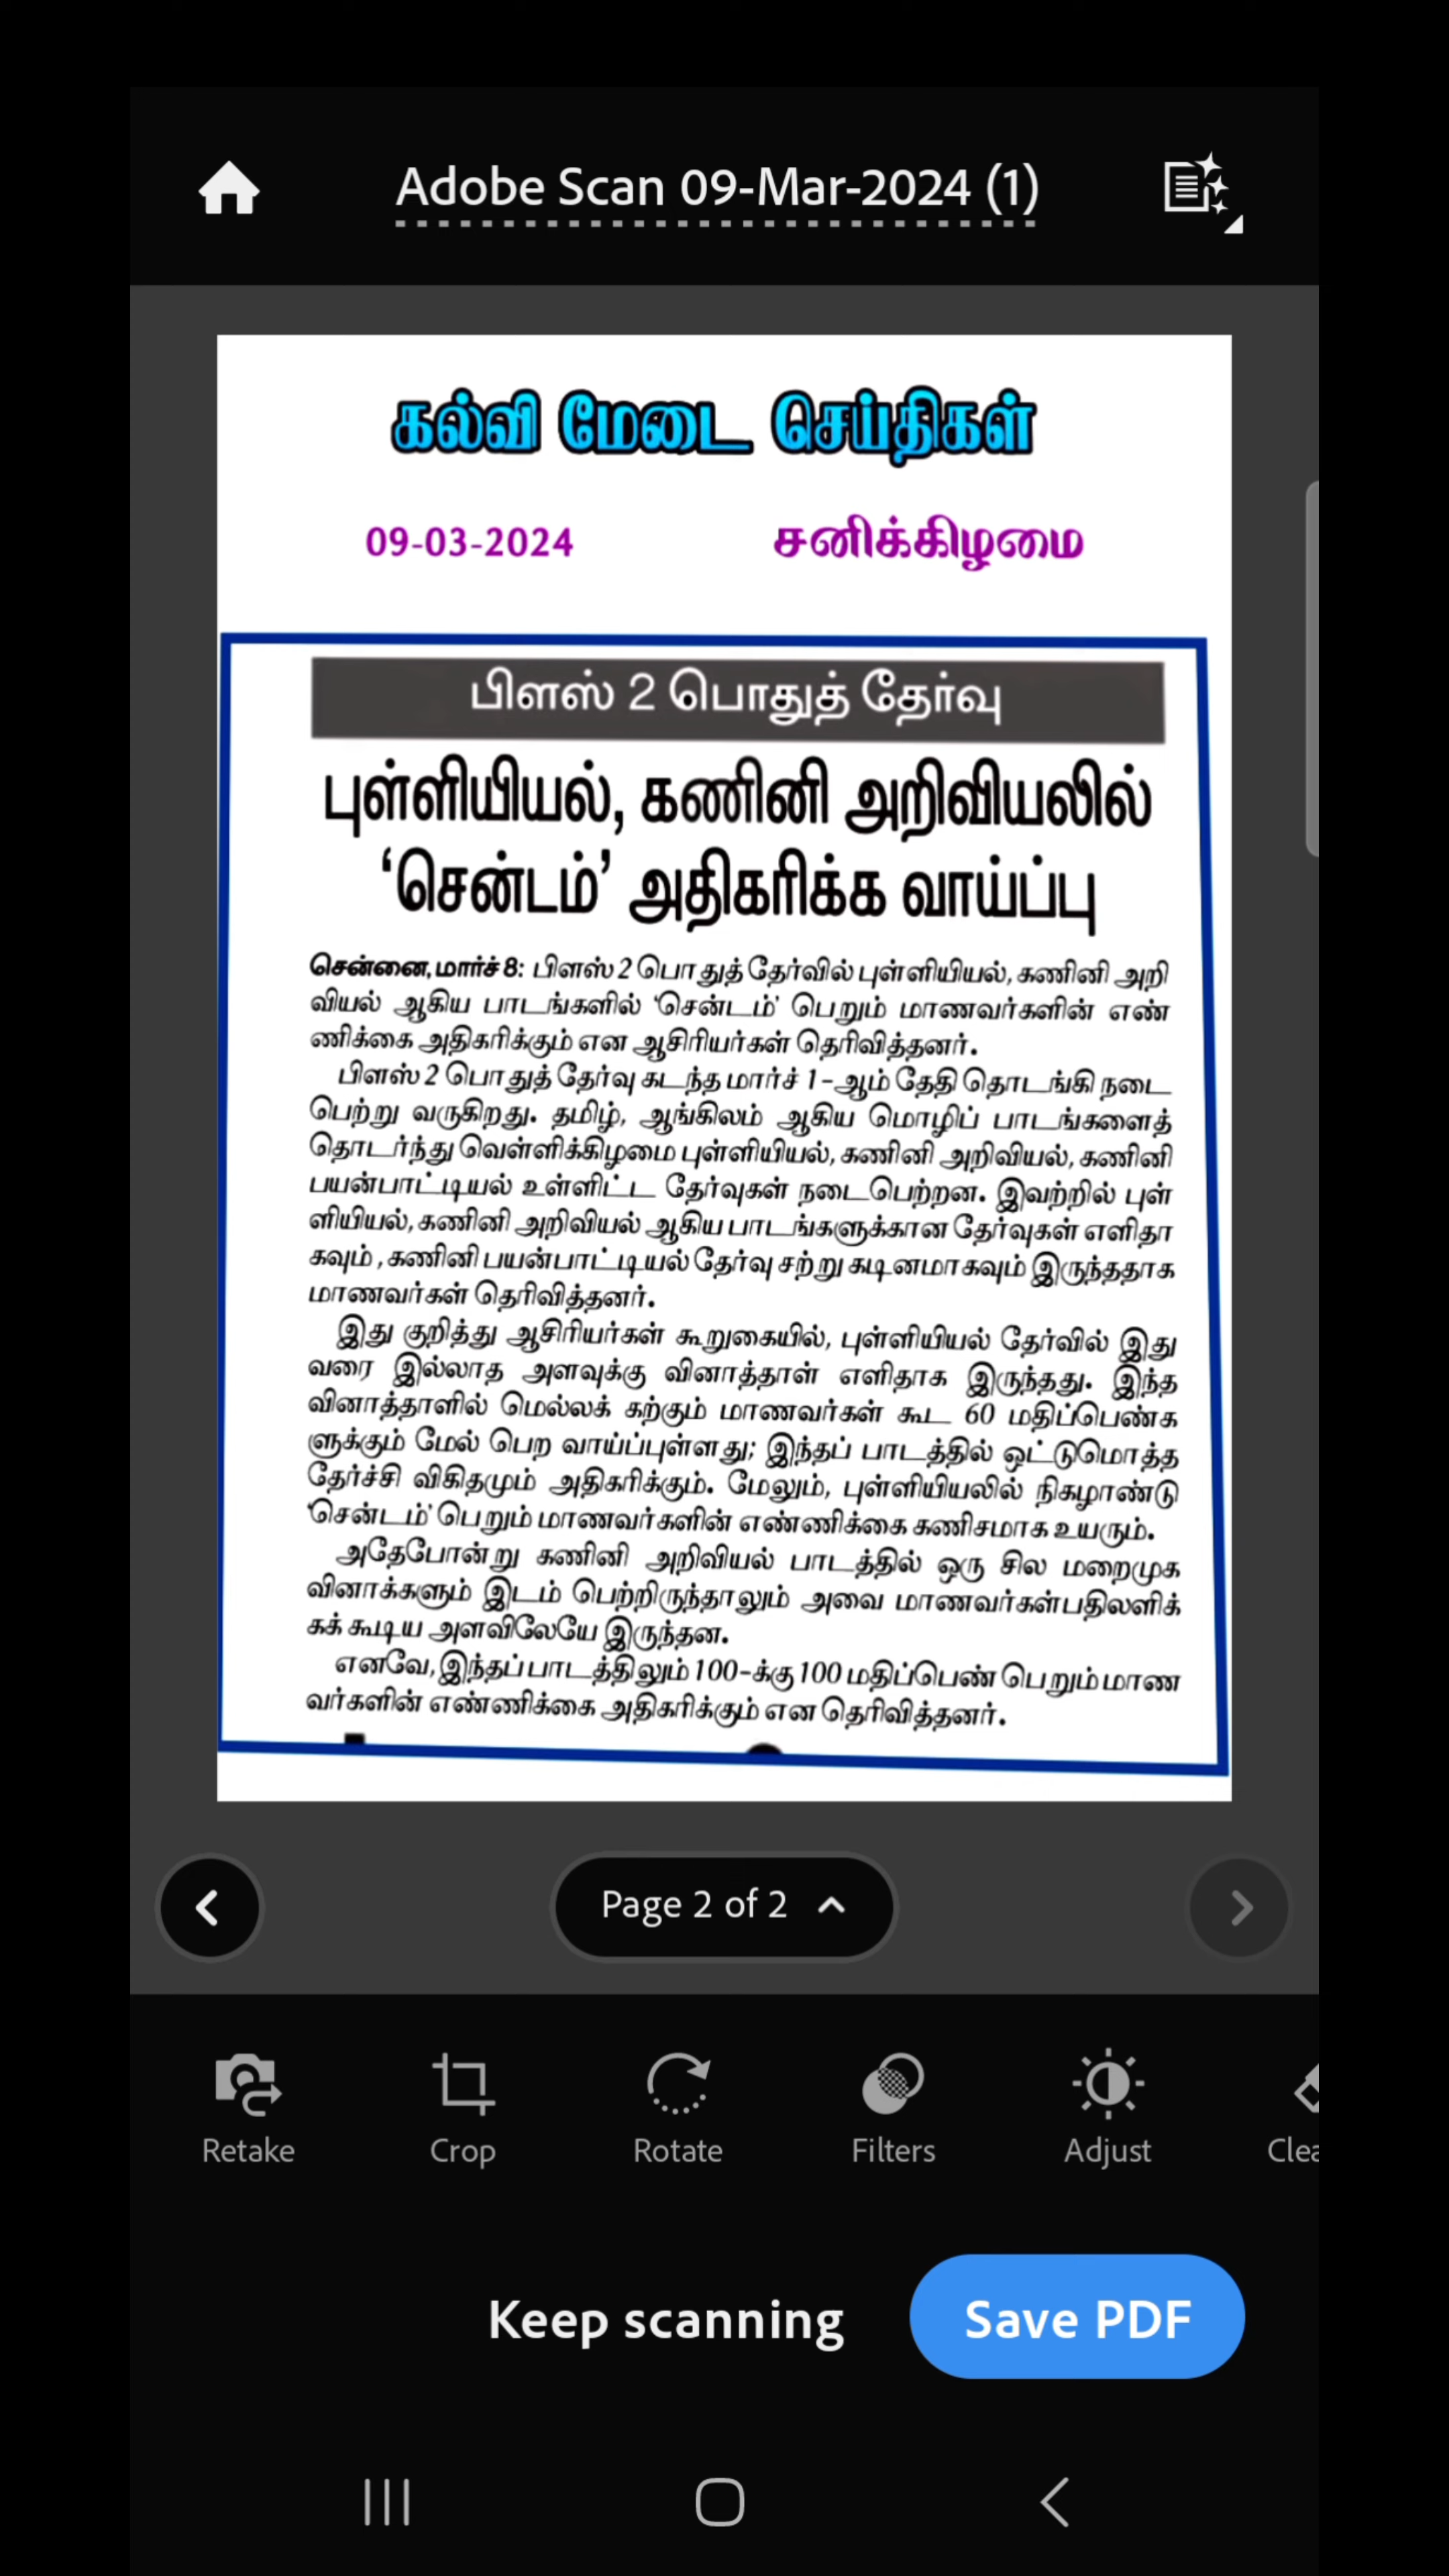 Adobe Scan 09-Mar-2024 (1)
கல்வி மேடை செய்திகள்
09-03-2024 சனிக்கிழமை
பிளஸ் 2 பொதுத் தேர்வு
புள்ளியியல், கணினி அறிவியலில்
‘சென்டம்’ அதிகரிக்க வாய்ப்பு
சென்னை, மார்ச் 8: பிளஸ் 2 பொதுத் தேர்வில் புள்ளியியல், கணினி அறி
வியல் ஆகிய பாடங்களில் ‘சென்டம்’ பெறும் மாணவர்களின் எண்
ணிக்கை அதிகரிக்கும் என ஆசிரியர்கள் தெரிவித்தனர்.
பிளஸ் 2 பொதுத் தேர்வு கடந்த மார்ச் 1-ஆம் தேதி தொடங்கி நடை
பெற்று வருகிறது. தமிழ், ஆங்கிலம் ஆகிய மொழிப் பாடங்களைத்
தொடர்ந்து வெள்ளிக்கிழமை புள்ளியியல், கணினி அறிவியல், கணினி
பயன்பாட்டியல் உள்ளிட்ட தேர்வுகள் நடைபெற்றன. இவற்றில் புள்
ளியியல், கணினி அறிவியல் ஆகிய பாடங்களுக்கான தேர்வுகள் எளிதா
கவும், கணினி பயன்பாட்டியல் தேர்வு சற்று கடினமாகவும் இருந்ததாக
மாணவர்கள் தெரிவித்தனர்.
இது குறித்து ஆசிரியர்கள் கூறுகையில், புள்ளியியல் தேர்வில் இது
வரை இல்லாத அளவுக்கு வினாத்தாள் எளிதாக இருந்தது. இந்த
வினாத்தாளில் மெல்லக் கற்கும் மாணவர்கள் கூட 60 மதிப்பெண்க
ளுக்கும் மேல் பெற வாய்ப்புள்ளது; இந்தப் பாடத்தில் ஒட்டுமொத்த
தேர்ச்சி விகிதமும் அதிகரிக்கும். மேலும், புள்ளியியலில் நிகழாண்டு
‘சென்டம்’ பெறும் மாணவர்களின் எண்ணிக்கை கணிசமாக உயரும்.
அதேபோன்று கணினி அறிவியல் பாடத்தில் ஒரு சில மறைமுக
வினாக்களும் இடம் பெற்றிருந்தாலும் அவை மாணவர்கள்பதிலளிக்
கக் கூடிய அளவிலேயே இருந்தன.
எனவே, இந்தப் பாடத்திலும் 100-க்கு 100 மதிப்பெண் பெறும் மாண
வர்களின் எண்ணிக்கை அதிகரிக்கும் என தெரிவித்தனர்.
Page 2 of 2
Retake Crop Rotate Filters Adjust Clea
Keep scanning Save PDF